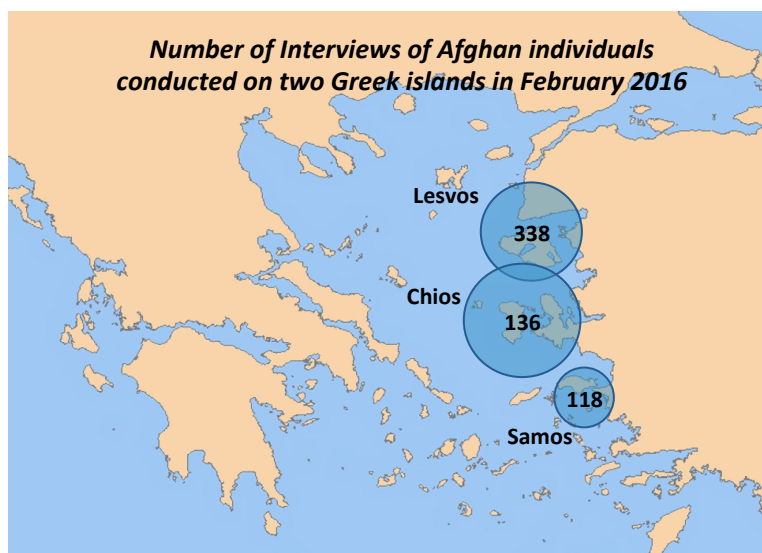 Number of Interviews of Afghan individuals
conducted on two Greek islands in February 2016
Lesvos
338
Chios
136
118
Samos